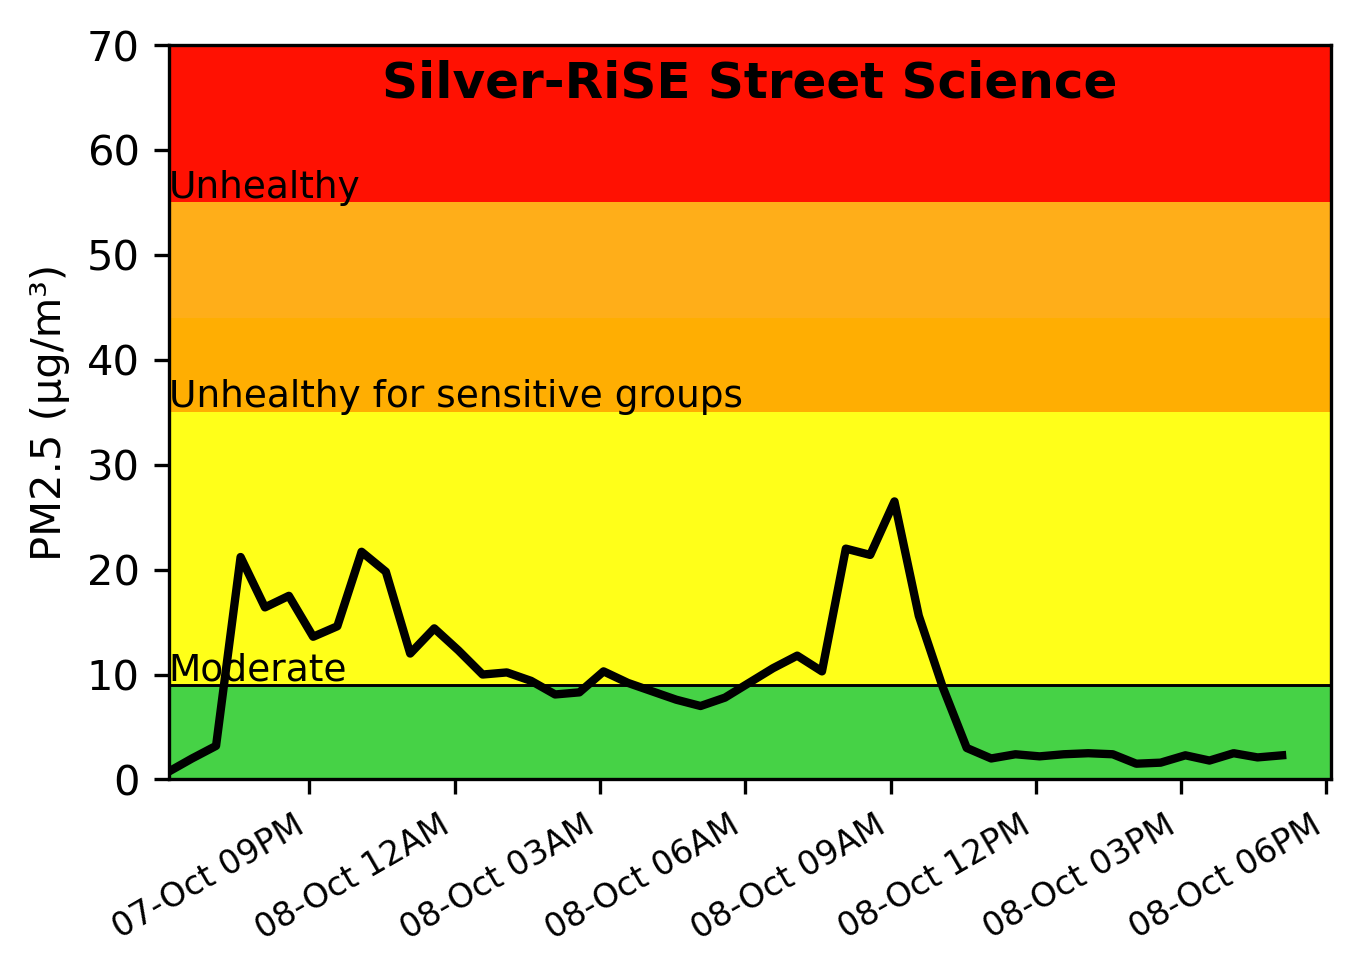 Silver-RiSE Street Science
PM2.5 (µg/m³)
70
60
50
40
30
20
10
0
Unhealthy
Unhealthy for sensitive groups
Moderate
07-Oct 09PM
08-Oct 12AM
08-Oct 03AM
08-Oct 06AM
08-Oct 09AM
08-Oct 12PM
08-Oct 03PM
08-Oct 06PM